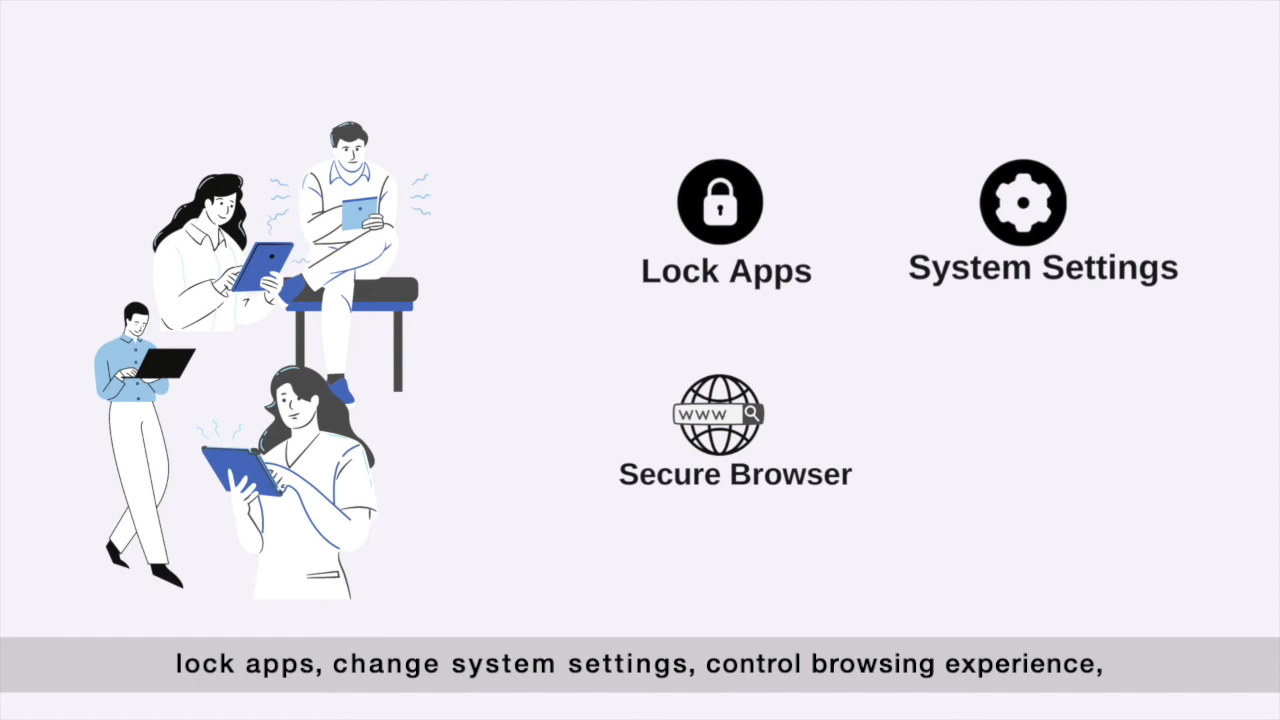 Lock Apps
System Settings
www
Secure Browser
lock apps, change system settings, control browsing experience,